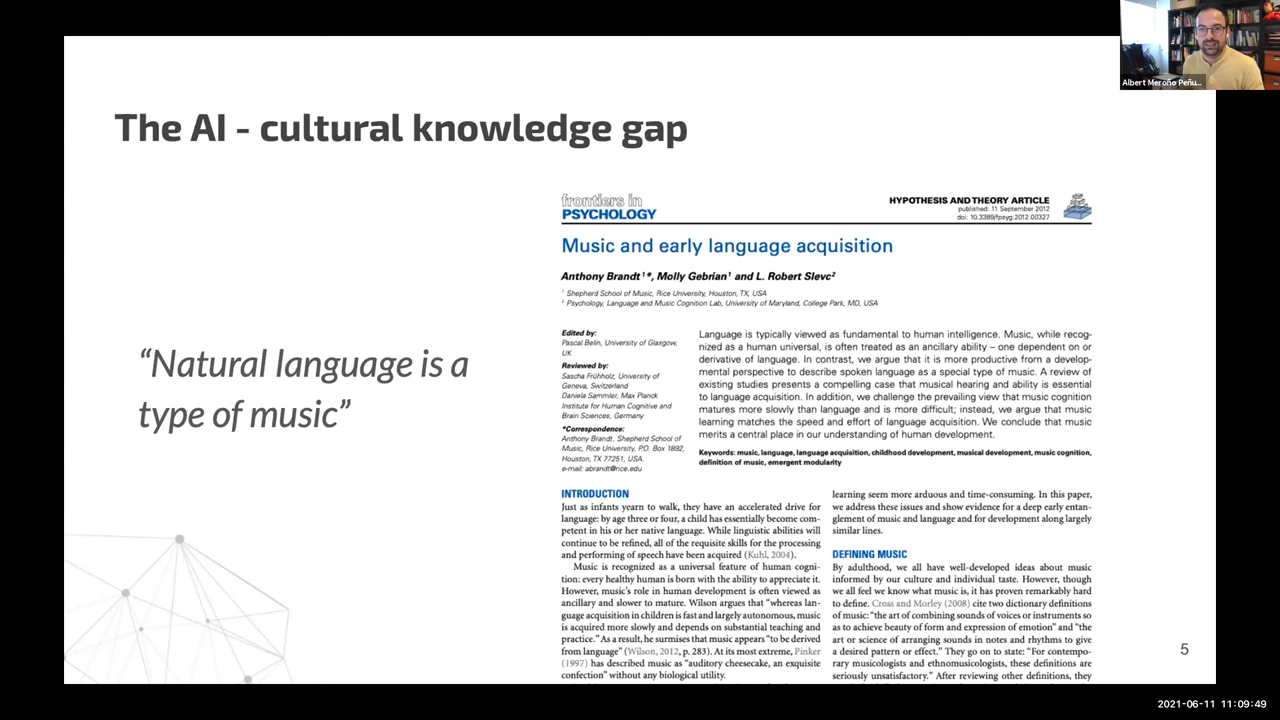 Albert Meroño Peñu...
The AI - cultural knowledge gap
“Natural language is a
type of music”
frontiers in
PSYCHOLOGY
HYPOTHESIS AND THEORY ARTICLE
published: 11 September 2012
doi: 10.3389/fpsyg.2012.00327
Music and early language acquisition
Anthony Brandt1*, Molly Gebrian1 and L. Robert Slevc2
1 Shepherd School of Music, Rice University, Houston, TX, USA
2 Psychology, Language and Music Cognition Lab, University of Maryland, College Park, MD, USA
Edited by:
Pascal Belin, University of Glasgow,
UK
Reviewed by:
Sascha Frühholz, University of
Geneva, Switzerland
Daniela Sammler, Max Planck
Institute for Human Cognitive and
Brain Sciences, Germany
*Correspondence:
Anthony Brandt, Shepherd School of
Music, Rice University, P.O. Box 1892,
Houston, TX 77251, USA.
e-mail: abrandt@rice.edu
Language is typically viewed as fundamental to human intelligence. Music, while recog-
nized as a human universal, is often treated as an ancillary ability – one dependent on or
derivative of language. In contrast, we argue that it is more productive from a develop-
mental perspective to describe spoken language as a special type of music. A review of
existing studies presents a compelling case that musical hearing and ability is essential
to language acquisition. In addition, we challenge the prevailing view that music cognition
matures more slowly than language and is more difficult; instead, we argue that music
learning matches the speed and effort of language acquisition. We conclude that music
merits a central place in our understanding of human development.
Keywords: music, language, language acquisition, childhood development, musical development, music cognition,
definition of music, emergent modularity
INTRODUCTION
Just as infants yearn to walk, they have an accelerated drive for
language: by age three or four, a child has essentially become com-
petent in his or her native language. While linguistic abilities will
continue to be refined, all of the requisite skills for the processing
and performing of speech have been acquired (Kuhl, 2004).
Music is recognized as a universal feature of human cogni-
tion: every healthy human is born with the ability to appreciate it.
However, music’s role in human development is often viewed as
ancillary and slower to mature. Wilson argues that “whereas lan-
guage acquisition in children is fast and largely autonomous, music
is acquired more slowly and depends on substantial teaching and
practice.” As a result, he surmises that music appears “to be derived
from language” (Wilson, 2012, p. 283). At its most extreme, Pinker
(1997) has described music as “auditory cheesecake, an exquisite
confection” without any biological utility.
learning seem more arduous and time-consuming. In this paper,
we address these issues and show evidence for a deep early entan-
glement of music and language and for development along largely
similar lines.
DEFINING MUSIC
By adulthood, we all have well-developed ideas about music
informed by our culture and individual taste. However, though
we all feel we know what music is, it has proven remarkably hard
to define. Cross and Morley (2008) cite two dictionary definitions
of music: “the art of combining sounds of voices or instruments so
as to achieve beauty of form and expression of emotion” and “the
art or science of arranging sounds in notes and rhythms to give
a desired pattern or effect.” They go on to state: “For contempo-
rary musicologists and ethnomusicologists, these definitions are
seriously unsatisfactory.” After reviewing other definitions, they
5
2021-06-11 11:09:49